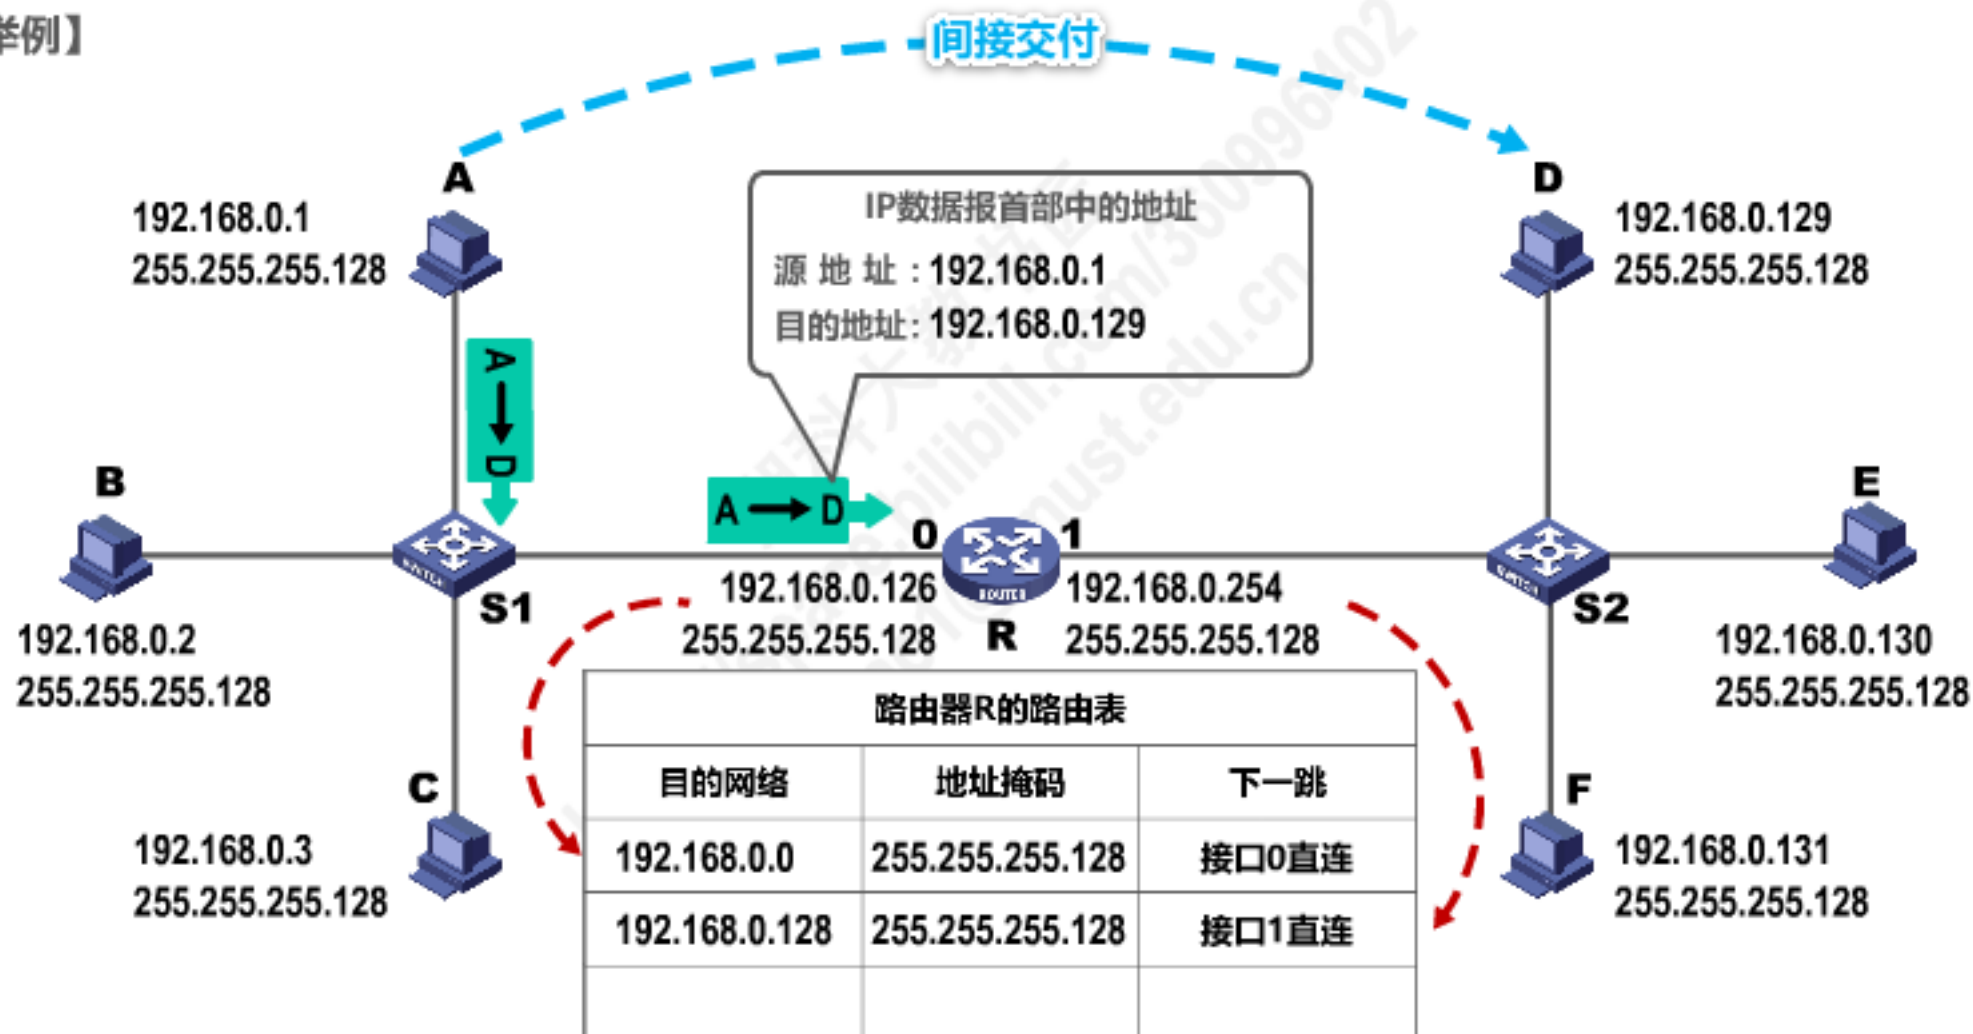 举例】
间接交付
A
192.168.0.1
255.255.255.128
IP数据报首部中的地址
源地址：192.168.0.1
目的地址：192.168.0.129
D
192.168.0.129
255.255.255.128
A→D
A→D
B
192.168.0.2
255.255.255.128
SWITCH
S1
0
192.168.0.126
255.255.255.128
ROUTER
R
1
192.168.0.254
255.255.255.128
SWITCH
S2
E
192.168.0.130
255.255.255.128
C
192.168.0.3
255.255.255.128
F
192.168.0.131
255.255.255.128
路由器R的路由表
目的网络 地址掩码 下一跳
192.168.0.0 255.255.255.128 接口0直连
192.168.0.128 255.255.255.128 接口1直连